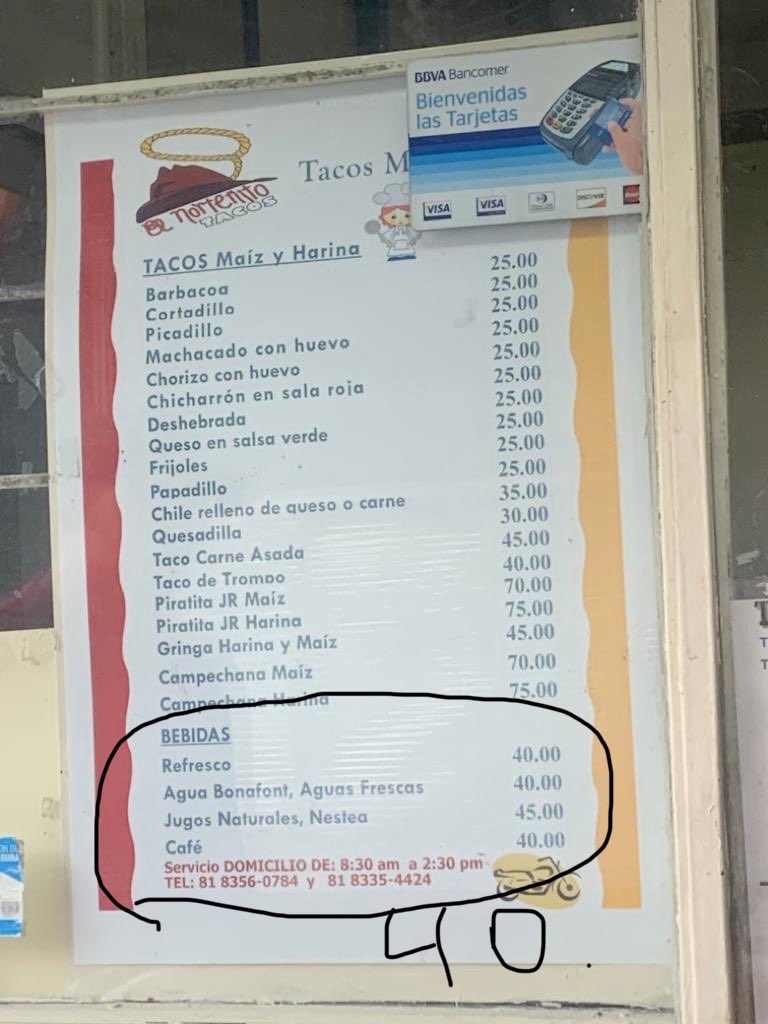 BBVA Bancomer
Bienvenidas
las Tarjetas
VISA VISA DISCOVER
Tacos M
El Norteñito
TACOS
TACOS Maíz y Harina
Barbacoa 25.00
Cortadillo 25.00
Picadillo 25.00
Machacado con huevo 25.00
Chorizo con huevo 25.00
Chicharrón en sala roja 25.00
Deshebrada 25.00
Queso en salsa verde 25.00
Frijoles 25.00
Papadillo 25.00
Chile relleno de queso o carne 35.00
Quesadilla 30.00
Taco Carne Asada 45.00
Taco de Trompo 40.00
Piratita JR Maíz 70.00
Piratita JR Harina 75.00
Gringa Harina y Maíz 45.00
Campechana Maíz 70.00
Campechana Harina 75.00
BEBIDAS
Refresco 40.00
Agua Bonafont, Aguas Frescas 40.00
Jugos Naturales, Nestea 45.00
Café 40.00
Servicio DOMICILIO DE: 8:30 am a 2:30 pm
TEL: 81 8356-0784 y 81 8335-4424
40.